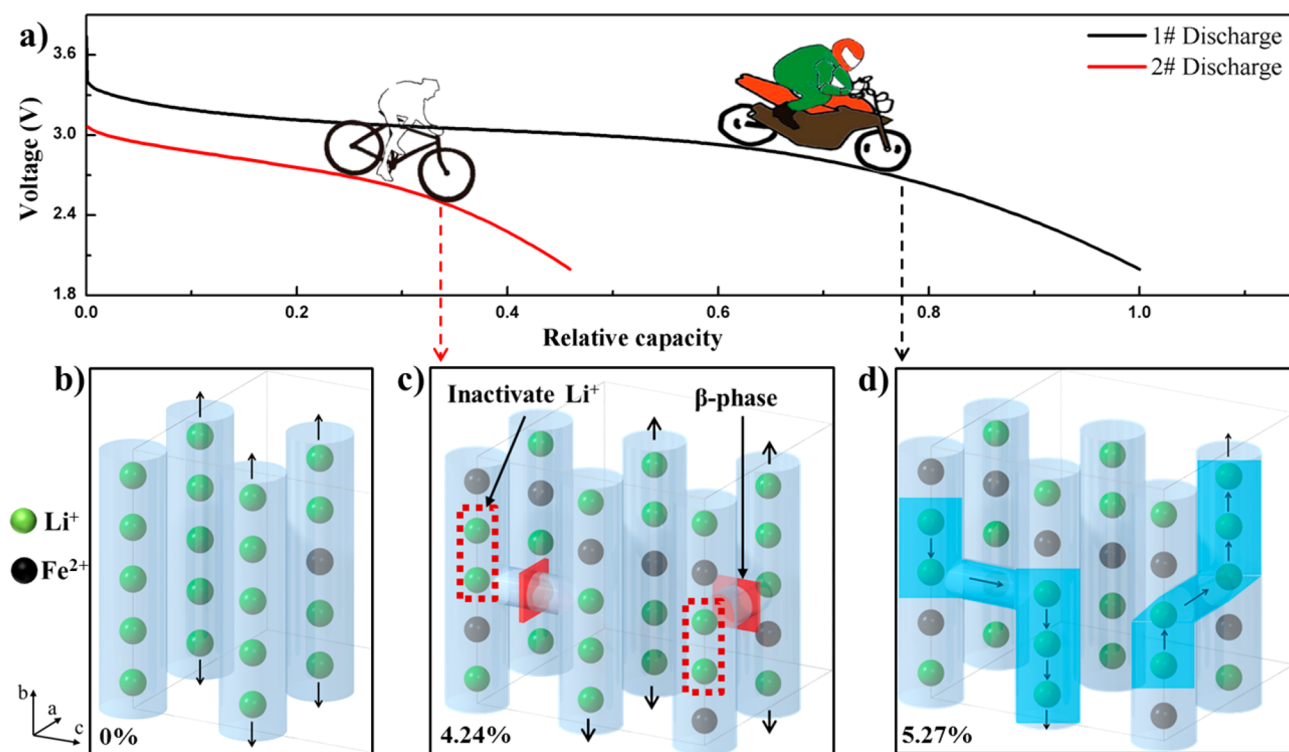 a)
1# Discharge
2# Discharge
Voltage (V)
3.6
3.0
2.4
1.8
0.0 0.2 0.4 0.6 0.8 1.0
Relative capacity
b)
Li⁺
Fe²⁺
b
a
c
0%
c)
Inactivate Li⁺
β-phase
4.24%
d)
5.27%